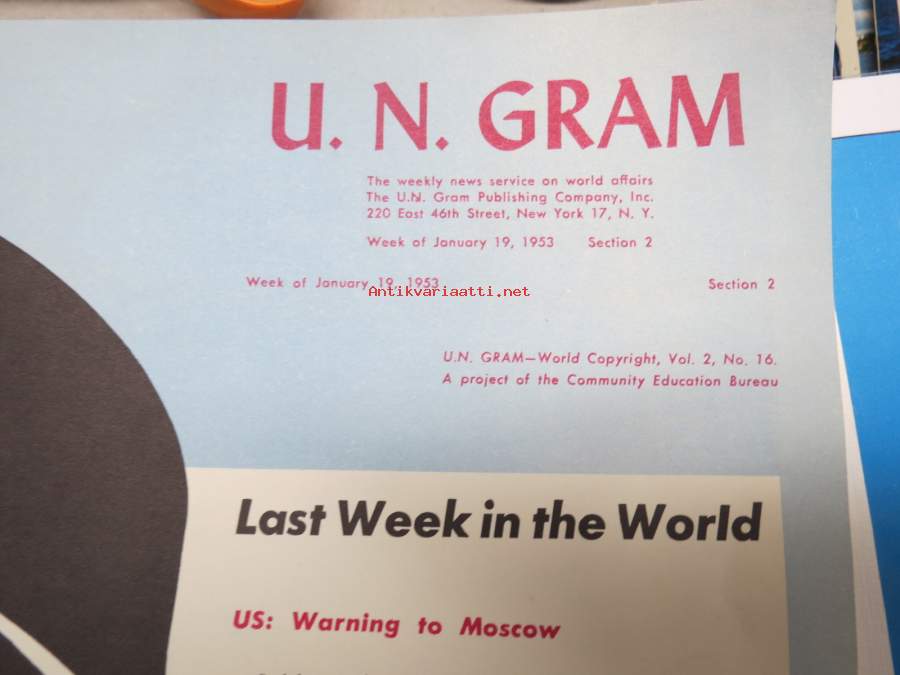 U. N. GRAM
The weekly news service on world affairs
The U.N. Gram Publishing Company, Inc.
220 East 46th Street, New York 17, N. Y.
Week of January 19, 1953 Section 2
Week of January 19, 1953 Section 2
Antikvariaatti.net
U.N. GRAM—World Copyright, Vol. 2, No. 16.
A project of the Community Education Bureau
Last Week in the World
US: Warning to Moscow